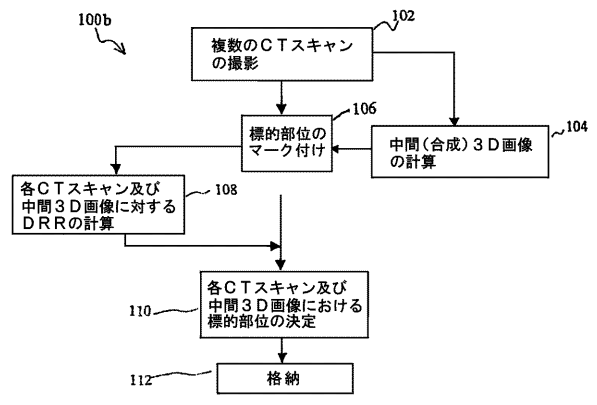 100b
102
複数のCTスキャン
の撮影
106
標的部位の
マーク付け
104
中間(合成)3D画像
の計算
108
各CTスキャン及び
中間3D画像に対する
DRRの計算
110
各CTスキャン及び
中間3D画像における
標的部位の決定
112
格納